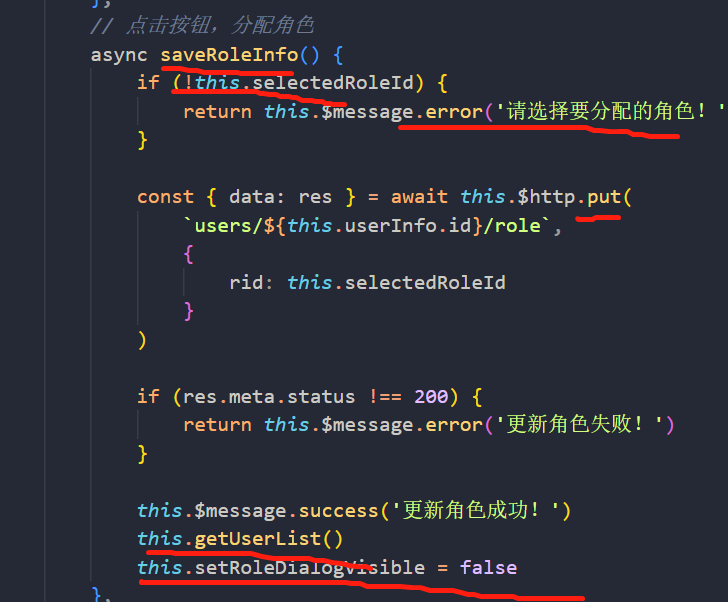 },
// 点击按钮，分配角色
async saveRoleInfo() {
if (!this.selectedRoleId) {
return this.$message.error('请选择要分配的角色！'
}
const { data: res } = await this.$http.put(
`users/${this.userInfo.id}/role`,
{
rid: this.selectedRoleId
}
)
if (res.meta.status !== 200) {
return this.$message.error('更新角色失败！')
}
this.$message.success('更新角色成功！')
this.getUserList()
this.setRoleDialogVisible = false
},